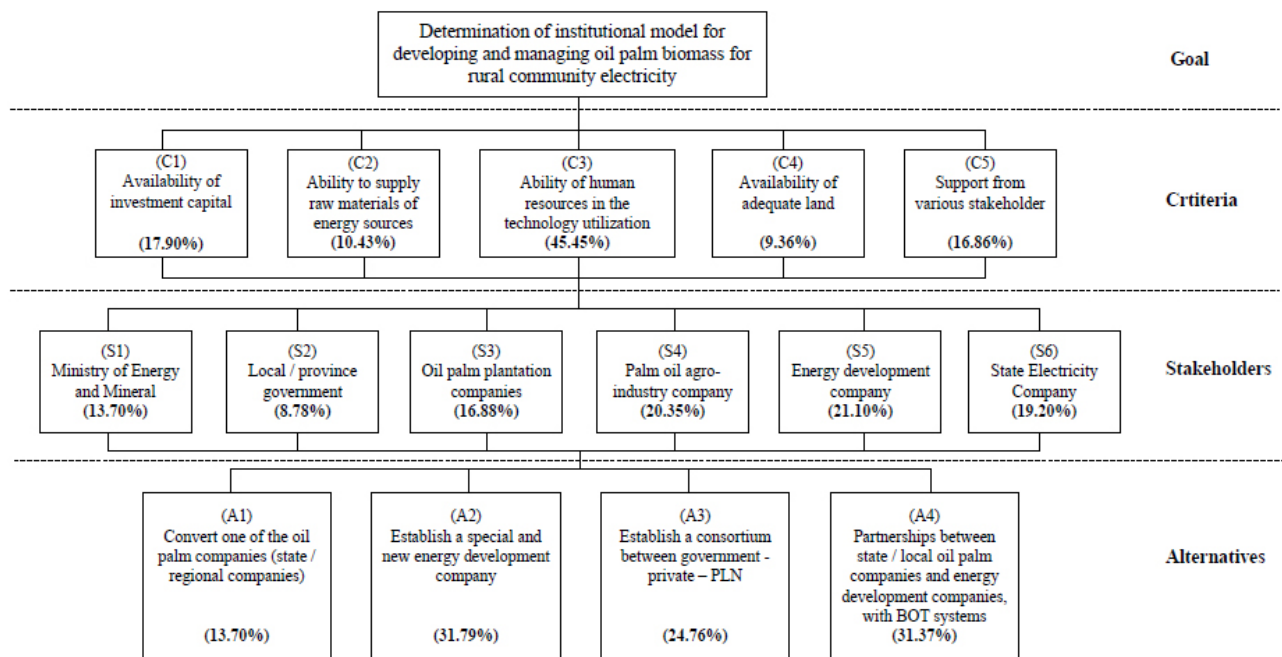 Determination of institutional model for
developing and managing oil palm biomass for
rural community electricity
Goal
(C1)
Availability of
investment capital
(17.90%)
(C2)
Ability to supply
raw materials of
energy sources
(10.43%)
(C3)
Ability of human
resources in the
technology utilization
(45.45%)
(C4)
Availability of
adequate land
(9.36%)
(C5)
Support from
various stakeholder
(16.86%)
Crtiteria
(S1)
Ministry of Energy
and Mineral
(13.70%)
(S2)
Local / province
government
(8.78%)
(S3)
Oil palm plantation
companies
(16.88%)
(S4)
Palm oil agro-
industry company
(20.35%)
(S5)
Energy development
company
(21.10%)
(S6)
State Electricity
Company
(19.20%)
Stakeholders
(A1)
Convert one of the oil
palm companies (state /
regional companies)
(13.70%)
(A2)
Establish a special and
new energy development
company
(31.79%)
(A3)
Establish a consortium
between government -
private – PLN
(24.76%)
(A4)
Partnerships between
state / local oil palm
companies and energy
development companies,
with BOT systems
(31.37%)
Alternatives